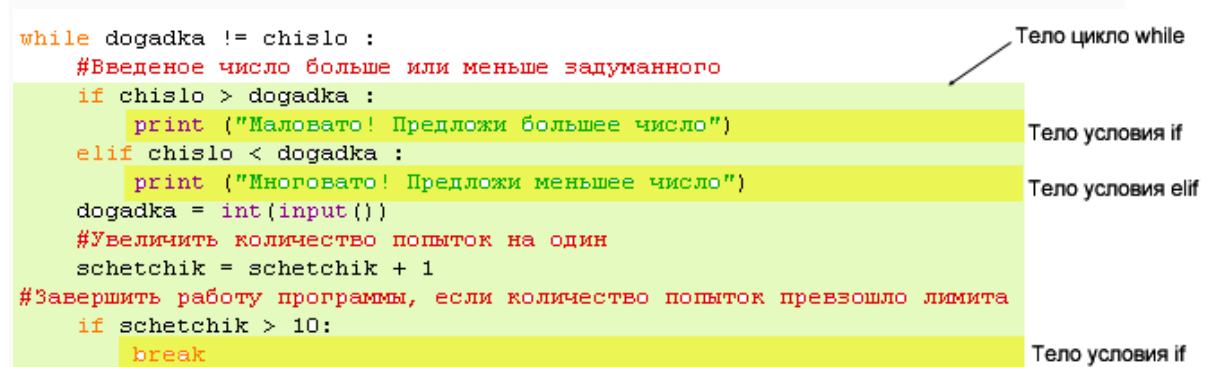 while dogadka != chislo :
Тело цикло while
#Введеное число больше или меньше задуманного
if chislo > dogadka :
print ("Маловато! Предложи большее число")
Тело условия if
elif chislo < dogadka :
print ("Многовато! Предложи меньшее число")
Тело условия elif
dogadka = int(input())
#Увеличить количество попыток на один
schetchik = schetchik + 1
#Завершить работу программы, если количество попыток превзошло лимита
if schetchik > 10:
break
Тело условия if